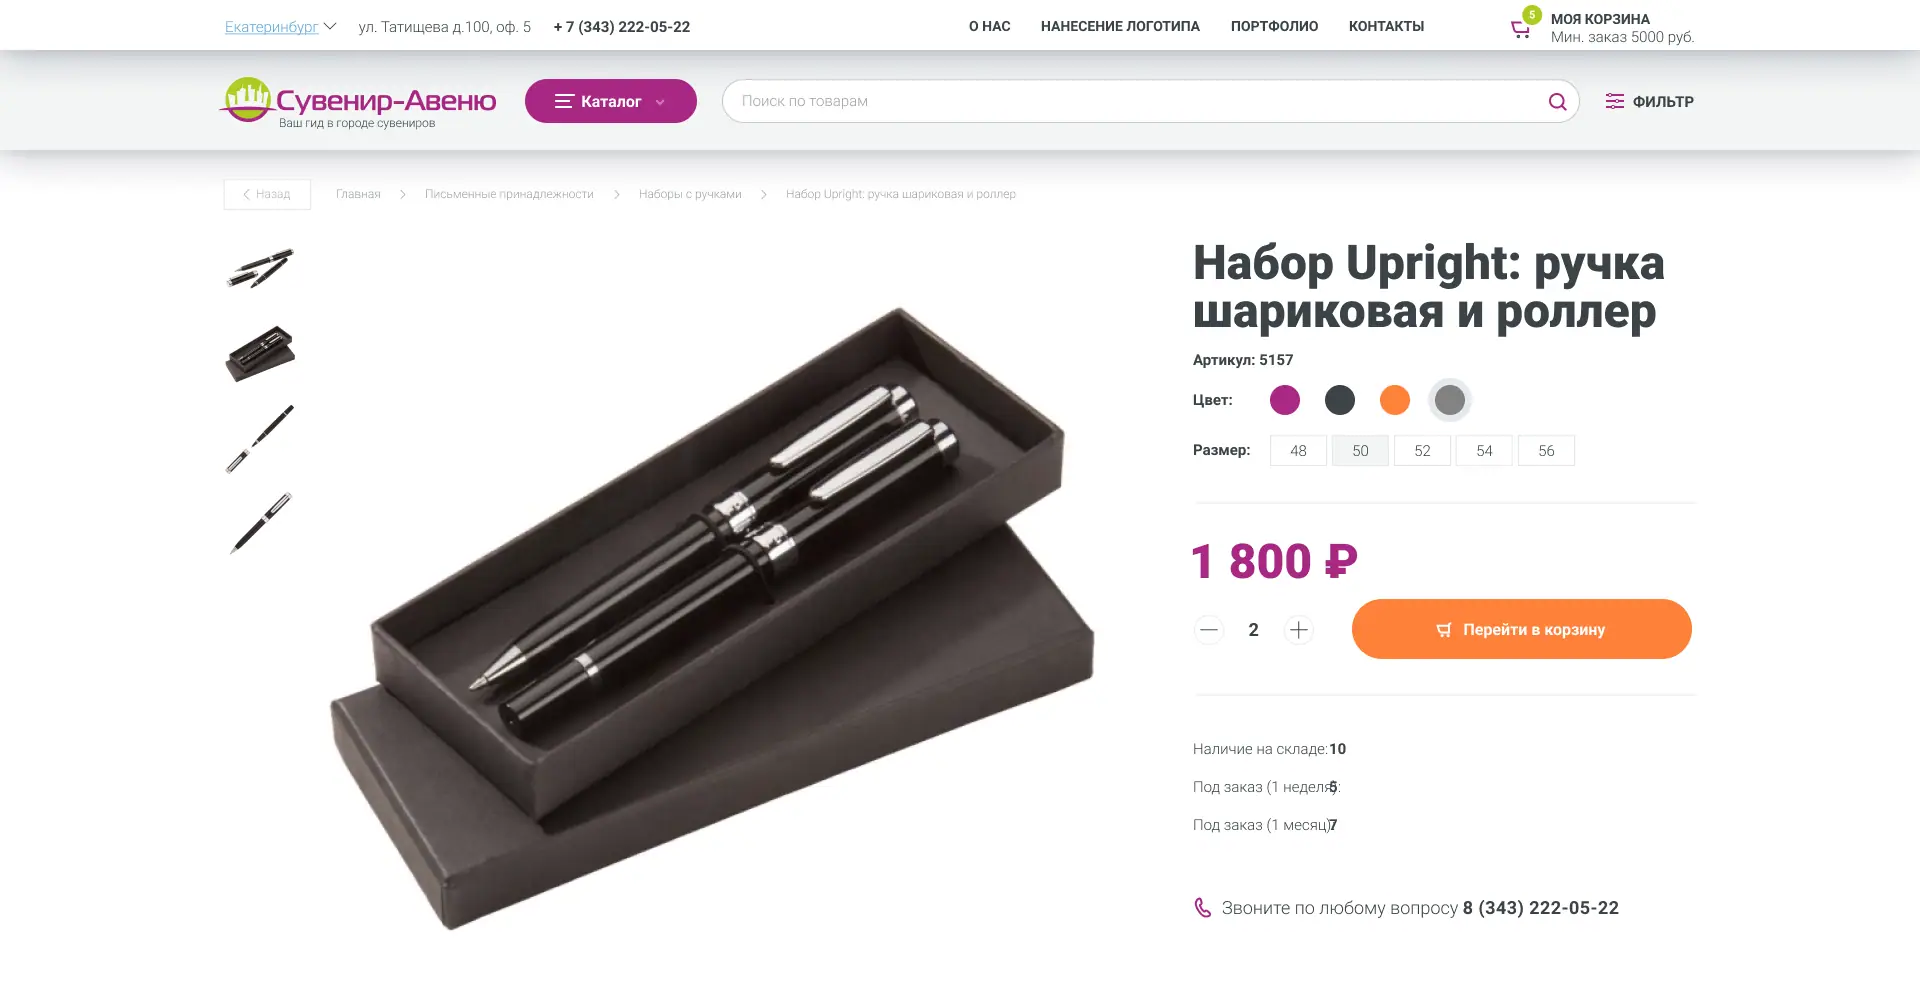 Екатеринбург ул. Татищева д.100, оф. 5 + 7 (343) 222-05-22 О НАС НАНЕСЕНИЕ ЛОГОТИПА ПОРТФОЛИО КОНТАКТЫ 5 МОЯ КОРЗИНА
Мин. заказ 5000 руб.
Сувенир-Авеню
Ваш гид в городе сувениров
Каталог
Поиск по товарам
ФИЛЬТР
Назад Главная Письменные принадлежности Наборы с ручками Набор Upright: ручка шариковая и роллер
Набор Upright: ручка
шариковая и роллер
Артикул: 5157
Цвет:
Размер: 48 50 52 54 56
1 800 ₽
2
Перейти в корзину
Наличие на складе: 10
Под заказ (1 неделя): 5
Под заказ (1 месяц) 7
Звоните по любому вопросу 8 (343) 222-05-22